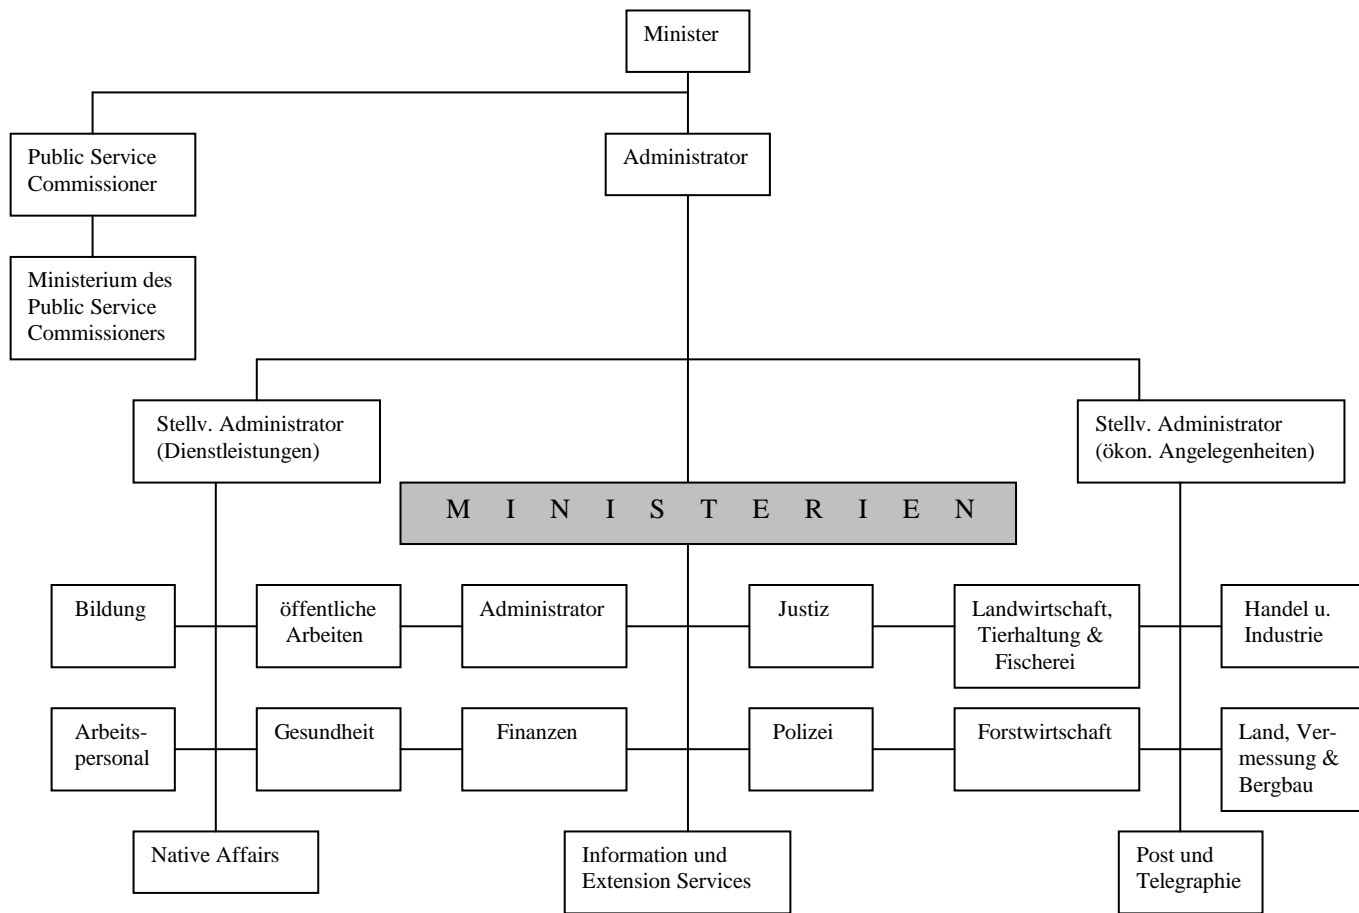 Minister
Public Service
Commissioner
Administrator
Ministerium des
Public Service
Commissioners
Stellv. Administrator
(Dienstleistungen)
Stellv. Administrator
(ökon. Angelegenheiten)
M I N I S T E R I E N
Bildung
öffentliche
Arbeiten
Administrator
Justiz
Landwirtschaft,
Tierhaltung &
Fischerei
Handel u.
Industrie
Arbeits-
personal
Gesundheit
Finanzen
Polizei
Forstwirtschaft
Land, Ver-
messung &
Bergbau
Native Affairs
Information und
Extension Services
Post und
Telegraphie